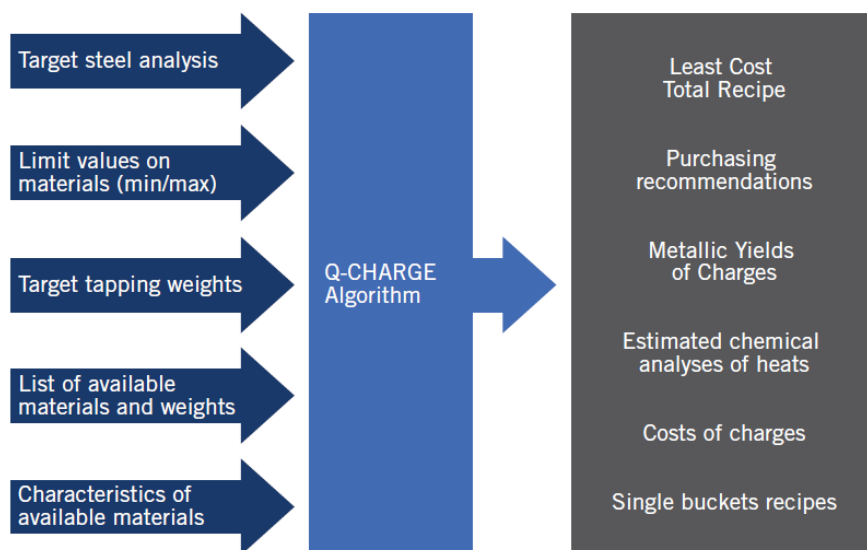 Target steel analysis
Limit values on
materials (min/max)
Target tapping weights
List of available
materials and weights
Characteristics of
available materials
Q-CHARGE
Algorithm
Least Cost
Total Recipe
Purchasing
recommendations
Metallic Yields
of Charges
Estimated chemical
analyses of heats
Costs of charges
Single buckets recipes